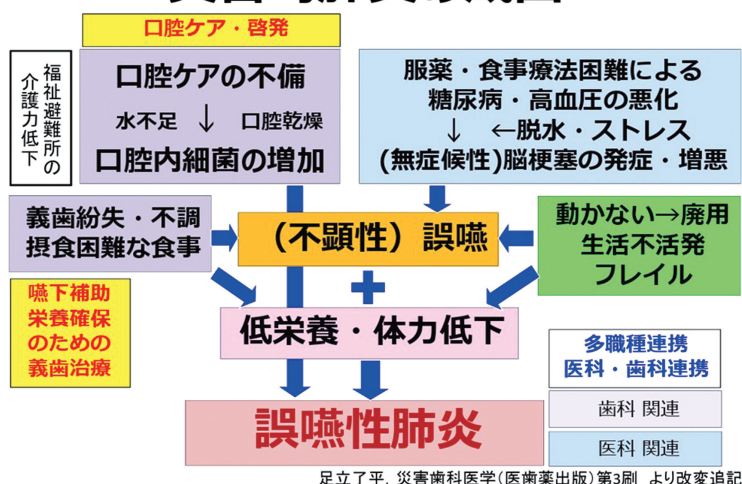 口腔ケア・啓発
福祉避難所の
介護力低下
口腔ケアの不備
水不足 ↓ 口腔乾燥
口腔内細菌の増加
服薬・食事療法困難による
糖尿病・高血圧の悪化
↓ ←脱水・ストレス
(無症候性)脳梗塞の発症・増悪
義歯紛失・不調
摂食困難な食事
(不顕性)誤嚥
動かない→廃用
生活不活発
フレイル
嚥下補助
栄養確保
のための
義歯治療
低栄養・体力低下
多職種連携
医科・歯科連携
誤嚥性肺炎
歯科 関連
医科 関連
足立了平, 災害歯科医学(医歯薬出版)第3刷 より改変追記